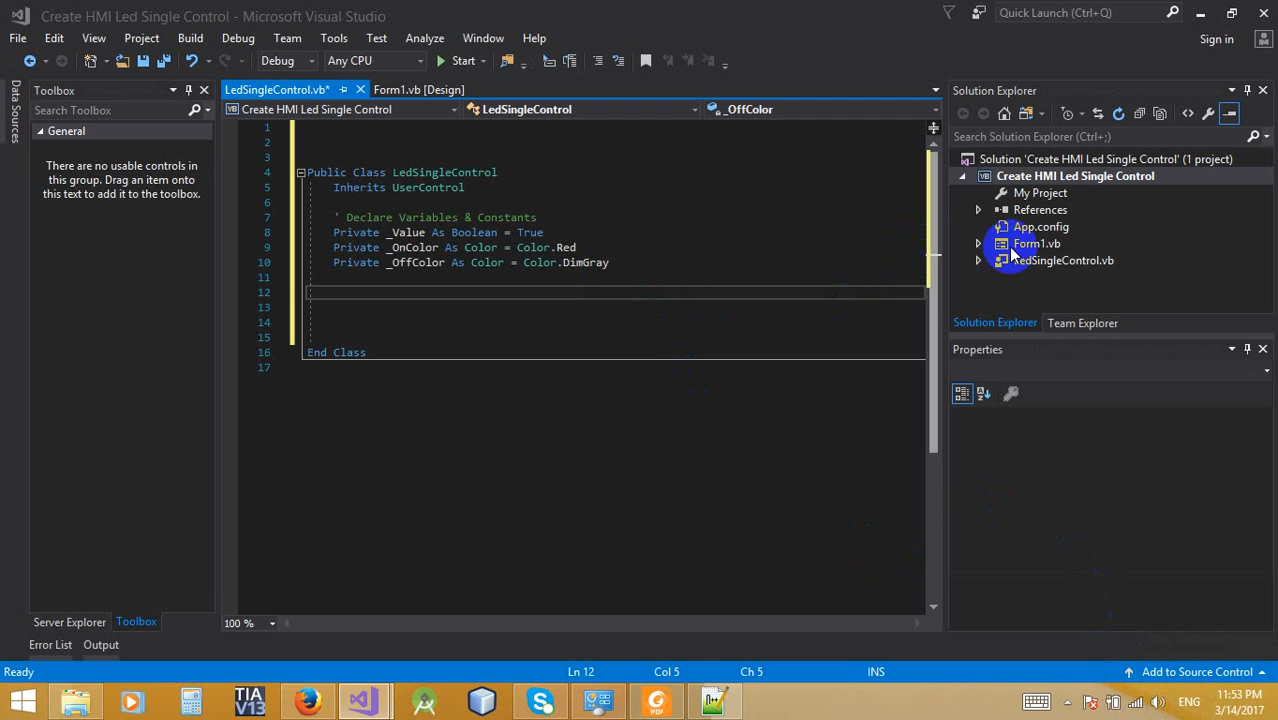 Create HMI Led Single Control - Microsoft Visual Studio
Quick Launch (Ctrl+Q)
File Edit View Project Build Debug Team Tools Test Analyze Window Help
Sign in
Debug Any CPU Start
Data Sources
Toolbox
Search Toolbox
General
There are no usable controls in
this group. Drag an item onto
this text to add it to the toolbox.
Server Explorer Toolbox
LedSingleControl.vb* Form1.vb [Design]
Create HMI Led Single Control LedSingleControl _OffColor
1
2
3
4 Public Class LedSingleControl
5 Inherits UserControl
6
7 ' Declare Variables & Constants
8 Private _Value As Boolean = True
9 Private _OnColor As Color = Color.Red
10 Private _OffColor As Color = Color.DimGray
11
12
13
14
15
16 End Class
17
100 %
Solution Explorer
Search Solution Explorer (Ctrl+;)
Solution 'Create HMI Led Single Control' (1 project)
VB Create HMI Led Single Control
My Project
References
App.config
Form1.vb
LedSingleControl.vb
Solution Explorer Team Explorer
Properties
Error List Output
Ready Ln 12 Col 5 Ch 5 INS Add to Source Control
TIA
V13
PDF
ENG
11:53 PM
3/14/2017